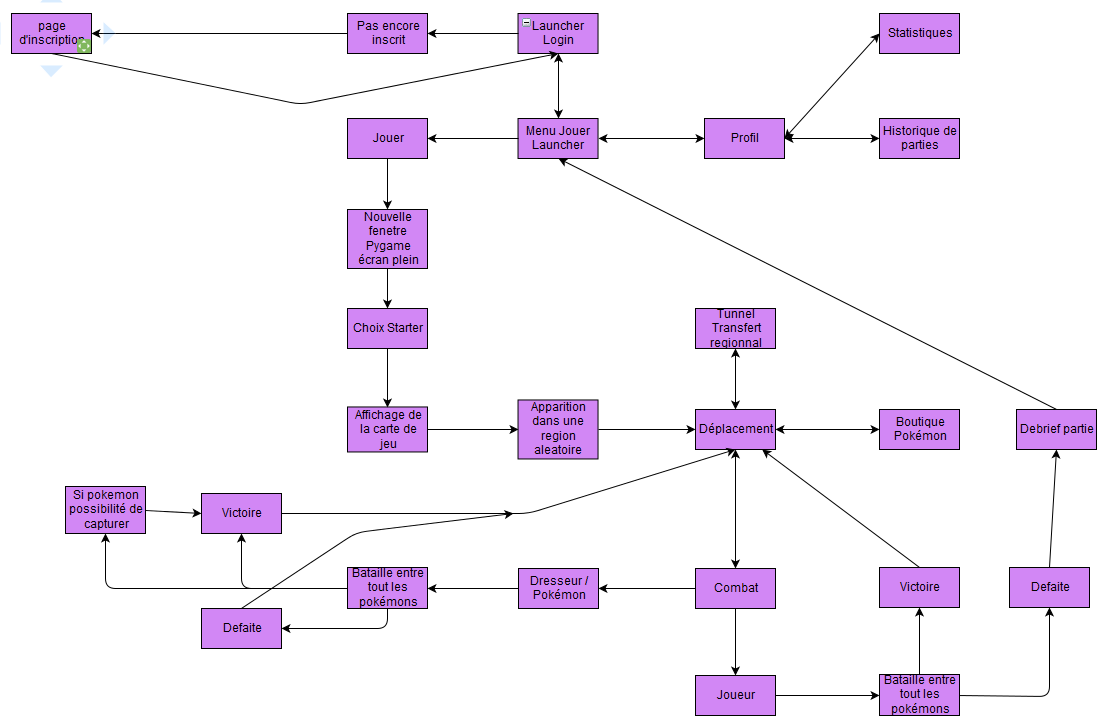 page
d'inscription
Pas encore
inscrit
Launcher
Login
Statistiques
Jouer
Menu Jouer
Launcher
Profil
Historique de
parties
Nouvelle
fenetre
Pygame
écran plein
Choix Starter
Tunnel
Transfert
regionnal
Affichage de
la carte de
jeu
Apparition
dans une
region
aleatoire
Déplacement
Boutique
Pokémon
Debrief partie
Si pokemon
possibilité de
capturer
Victoire
Bataille entre
tout les
pokémons
Dresseur /
Pokémon
Combat
Victoire
Defaite
Defaite
Joueur
Bataille entre
tout les
pokémons